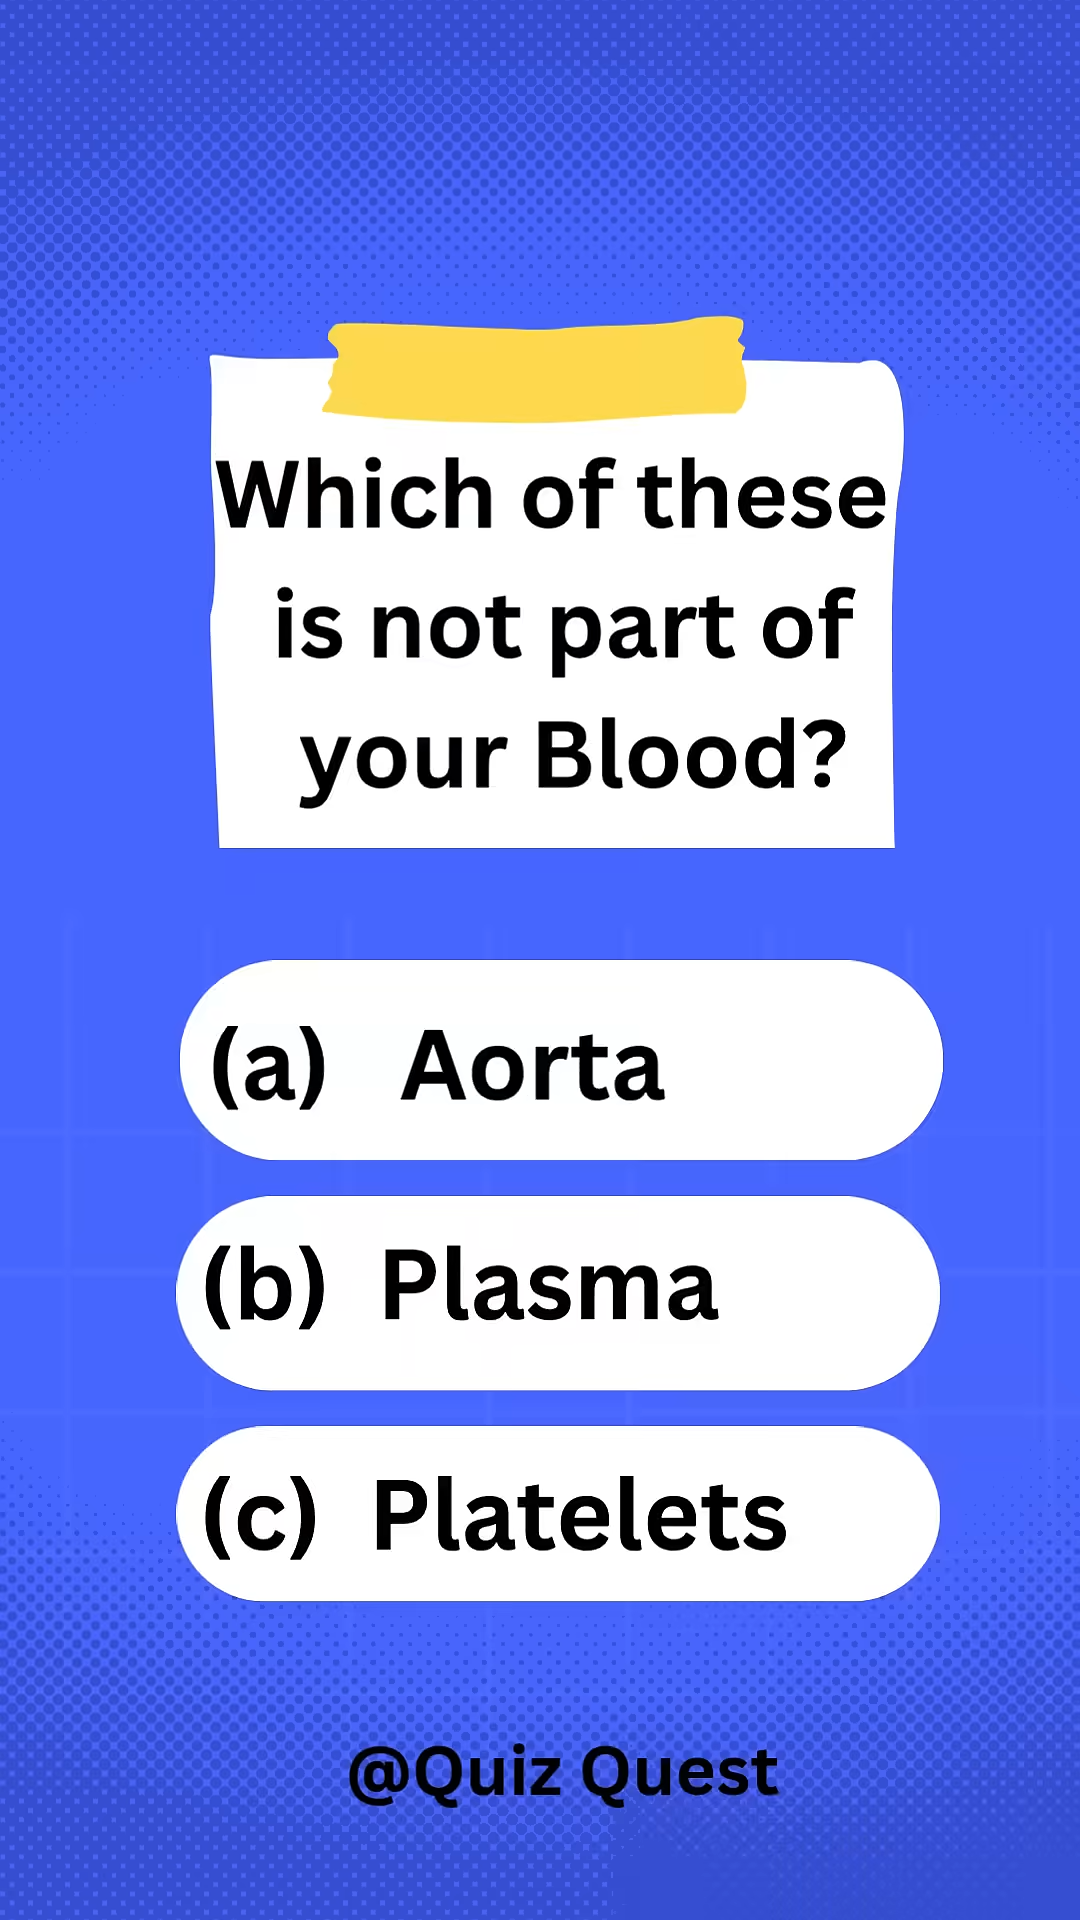 Which of these
is not part of
your Blood?
(a) Aorta
(b) Plasma
(c) Platelets
@Quiz Quest